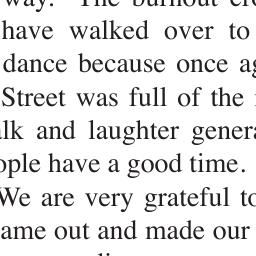 way. The burnout
have walked over to
dance because once
Street was full of the
and laughter
have a good time.
We are very grateful to
came out and made our